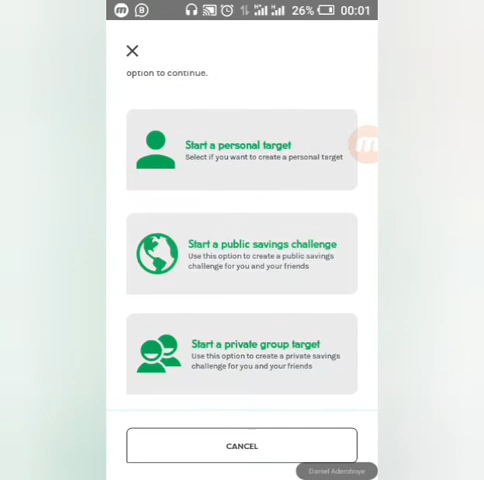 26% 00:01
option to continue.
Start a personal target
Select if you want to create a personal target
Start a public savings challenge
Use this option to create a public savings
challenge for you and your friends
Start a private group target
Use this option to create a private savings
challenge for you and your friends
CANCEL